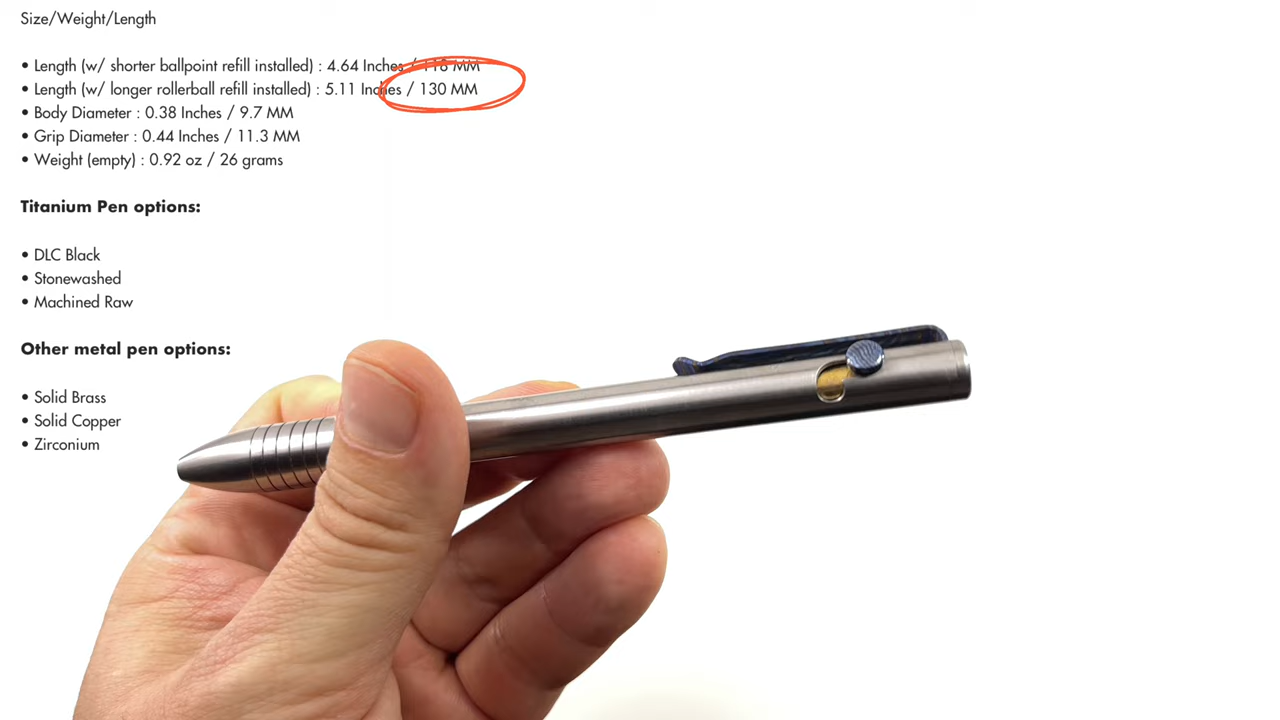 Size/Weight/Length
• Length (w/ shorter ballpoint refill installed) : 4.64 Inches / 118 MM
• Length (w/ longer rollerball refill installed) : 5.11 Inches / 130 MM
• Body Diameter : 0.38 Inches / 9.7 MM
• Grip Diameter : 0.44 Inches / 11.3 MM
• Weight (empty) : 0.92 oz / 26 grams
Titanium Pen options:
• DLC Black
• Stonewashed
• Machined Raw
Other metal pen options:
• Solid Brass
• Solid Copper
• Zirconium